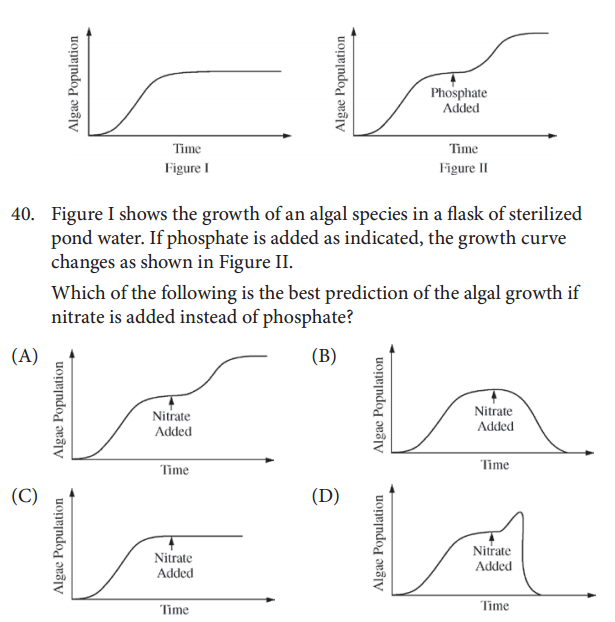 Algae Population
Time
Figure I
Algae Population
Phosphate
Added
Time
Figure II
40. Figure I shows the growth of an algal species in a flask of sterilized
pond water. If phosphate is added as indicated, the growth curve
changes as shown in Figure II.
Which of the following is the best prediction of the algal growth if
nitrate is added instead of phosphate?
(A)
Algae Population
Nitrate
Added
Time
(B)
Algae Population
Nitrate
Added
Time
(C)
Algae Population
Nitrate
Added
Time
(D)
Algae Population
Nitrate
Added
Time